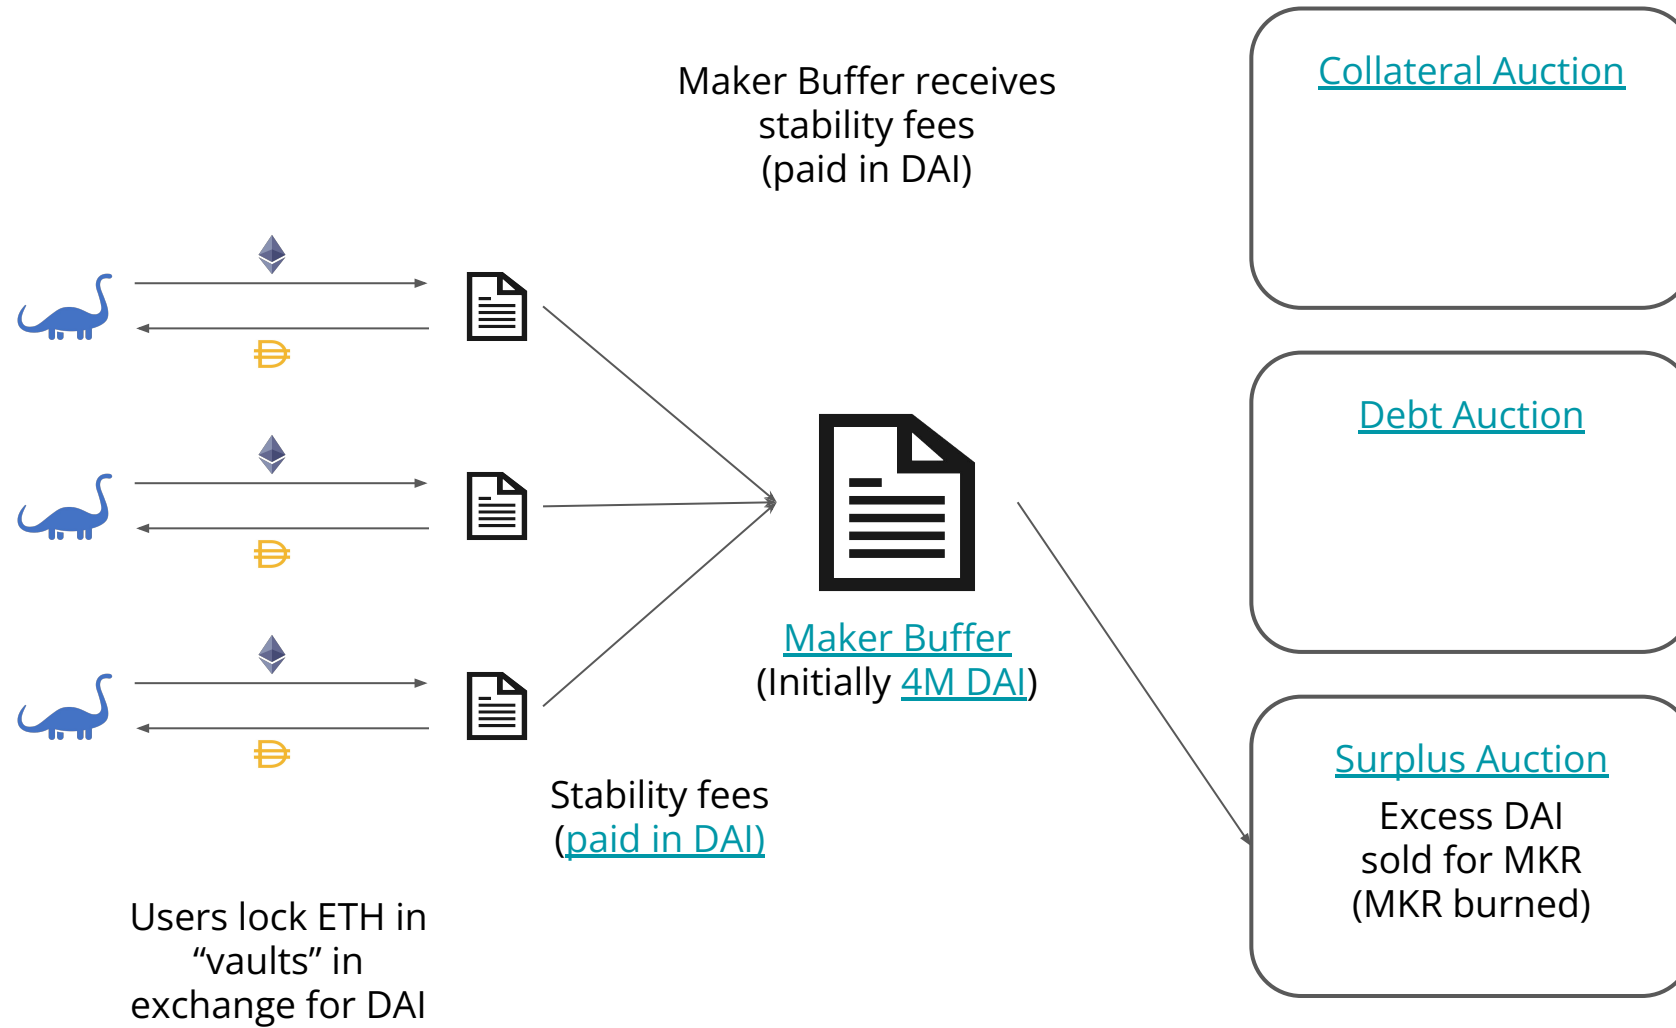 Maker Buffer receives
stability fees
(paid in DAI)
Collateral Auction
Debt Auction
Maker Buffer
(Initially 4M DAI)
Surplus Auction
Excess DAI
sold for MKR
(MKR burned)
Stability fees
(paid in DAI)
Users lock ETH in
“vaults” in
exchange for DAI